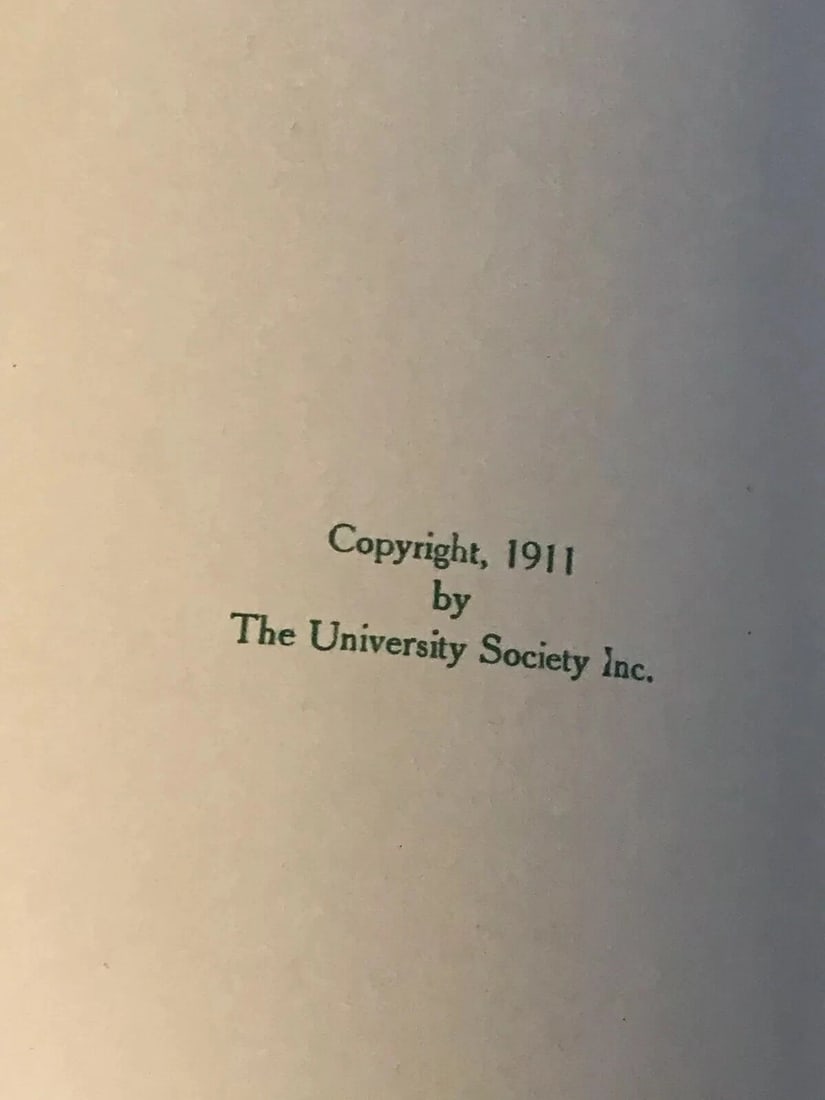 Copyright, 1911
by
The University Society Inc.